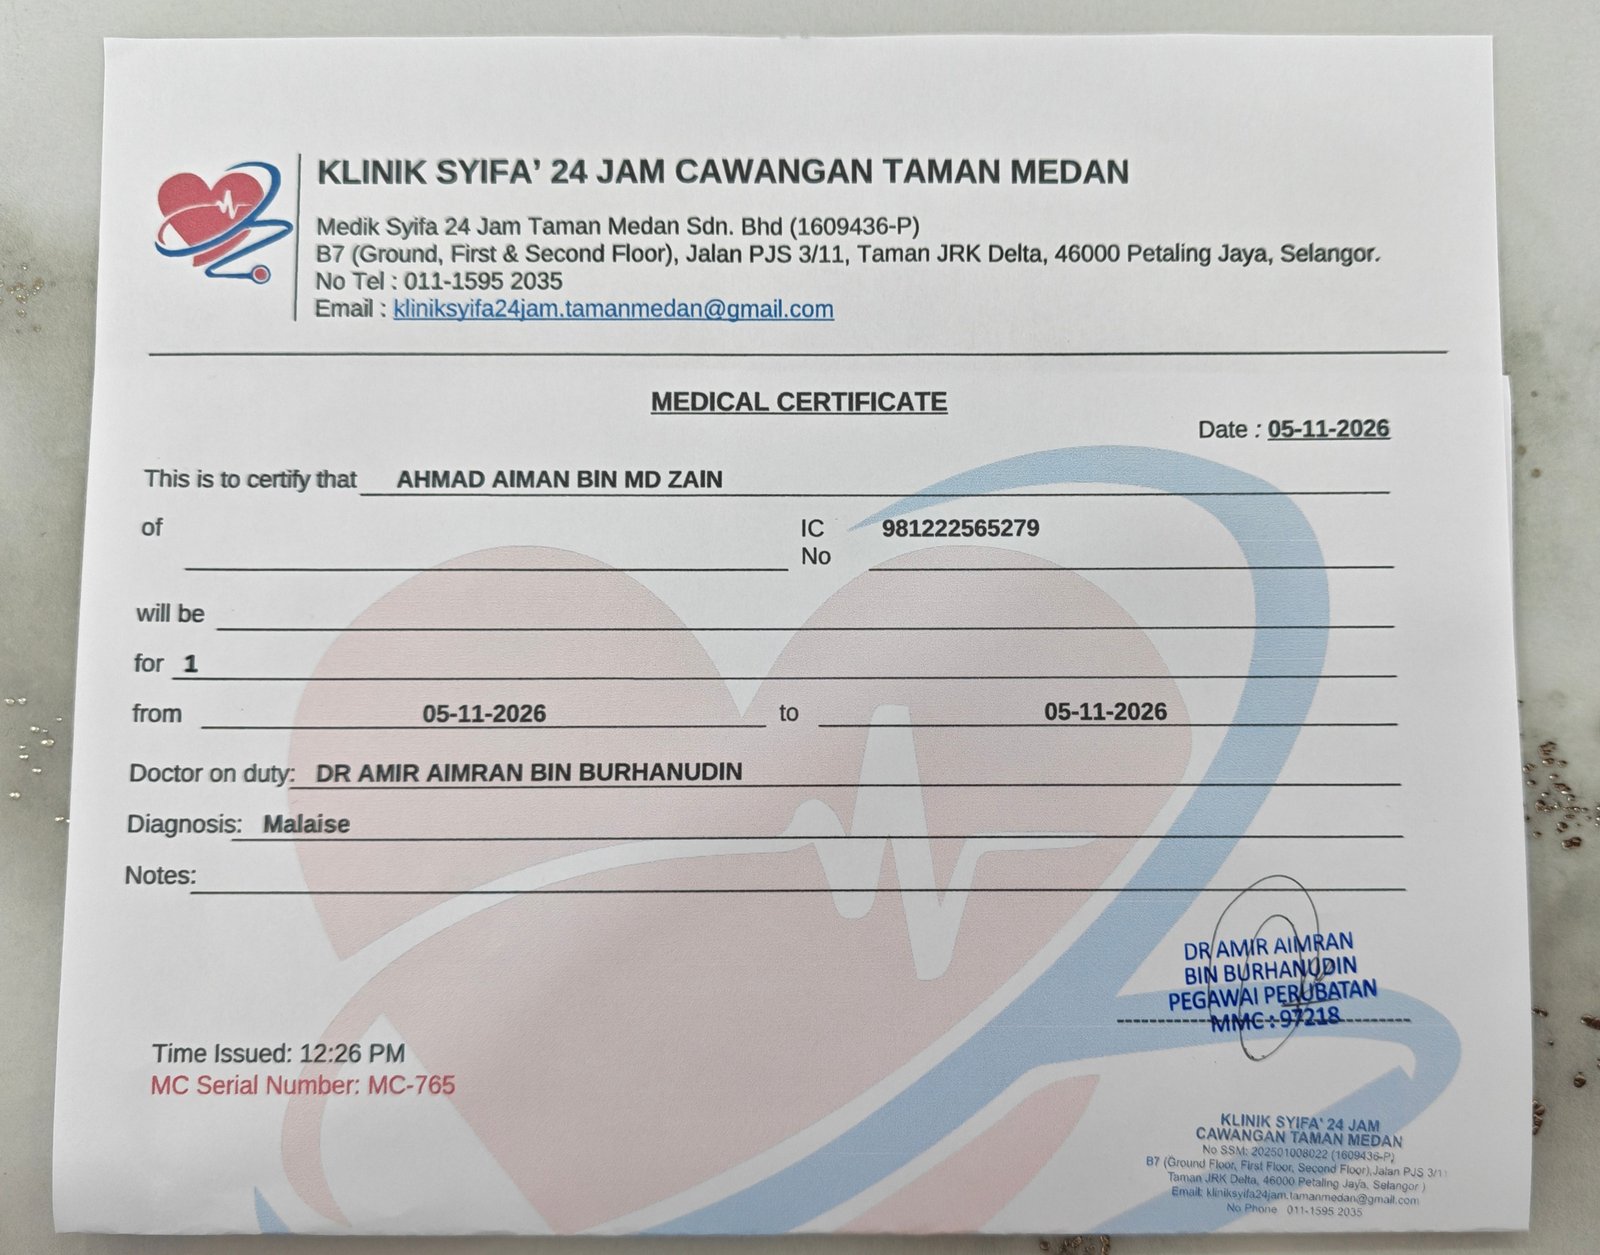 KLINIK SYIFA’ 24 JAM CAWANGAN TAMAN MEDAN
Medik Syifa 24 Jam Taman Medan Sdn. Bhd (1609436-P)
B7 (Ground, First & Second Floor), Jalan PJS 3/11, Taman JRK Delta, 46000 Petaling Jaya, Selangor.
No Tel : 011-1595 2035
Email : kliniksyifa24jam.tamanmedan@gmail.com
MEDICAL CERTIFICATE
Date : 05-11-2026
This is to certify that AHMAD AIMAN BIN MD ZAIN
of IC No 981222565279
will be
for 1
from 05-11-2026 to 05-11-2026
Doctor on duty: DR AMIR AIMRAN BIN BURHANUDIN
Diagnosis: Malaise
Notes:
DR AMIR AIMRAN
BIN BURHANUDIN
PEGAWAI PERUBATAN
MMC : 97218
Time Issued: 12:26 PM
MC Serial Number: MC-765
KLINIK SYIFA' 24 JAM
CAWANGAN TAMAN MEDAN
No SSM: 202501008022 (1609436-P)
B7 (Ground Floor, First Floor, Second Floor),Jalan PJS 3/11
Taman JRK Delta, 46000 Petaling Jaya, Selangor )
Email: kliniksyifa24jam.tamanmedan@gmail.com
No Phone 011-1595 2035